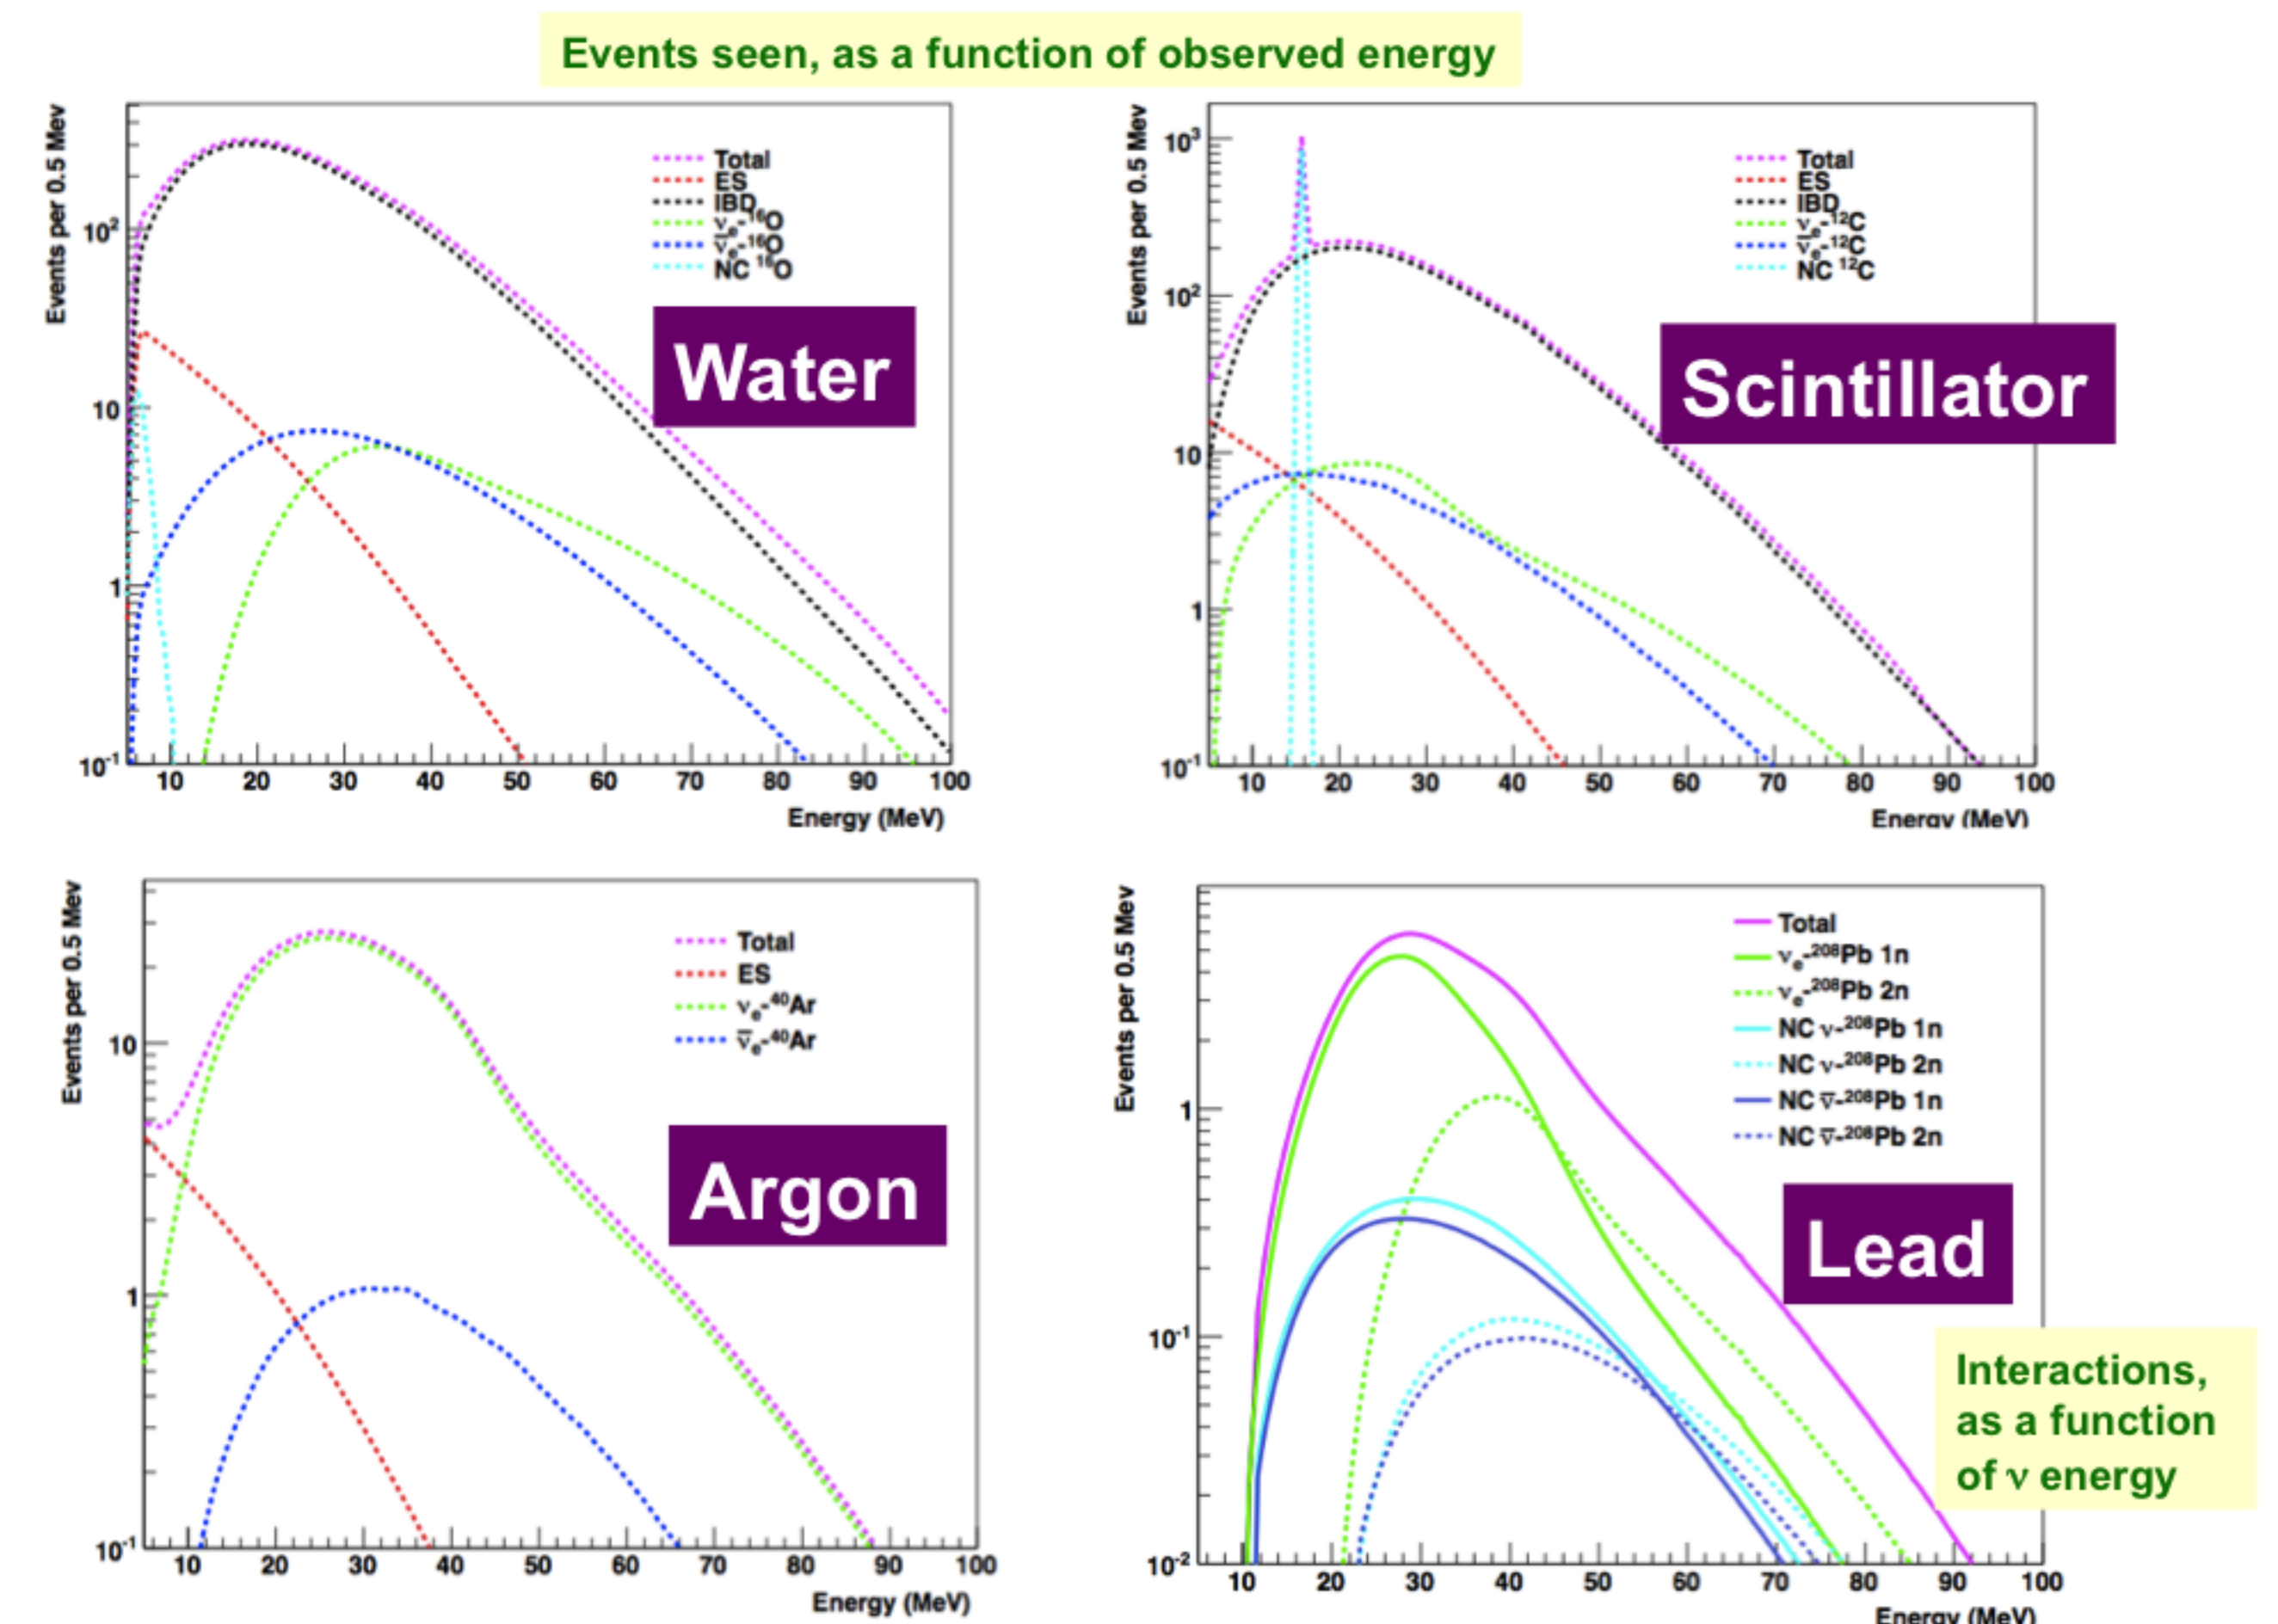 Events seen, as a function of observed energy
Events per 0.5 Mev
10²
10
1
10⁻¹
Total
ES
IBD
νₑ-¹⁶O
ν̅ₑ-¹⁶O
NC ¹⁶O
Water
10 20 30 40 50 60 70 80 90 100
Energy (MeV)
Events per 0.5 Mev
10³
10²
10
1
10⁻¹
Total
ES
IBD
νₑ-¹²C
ν̅ₑ-¹²C
NC ¹²C
Scintillator
10 20 30 40 50 60 70 80 90 100
Energy (MeV)
Events per 0.5 Mev
10
1
10⁻¹
Total
ES
νₑ-⁴⁰Ar
ν̅ₑ-⁴⁰Ar
Argon
10 20 30 40 50 60 70 80 90 100
Energy (MeV)
Events per 0.5 Mev
1
10⁻¹
10⁻²
Total
νₑ-²⁰⁸Pb 1n
νₑ-²⁰⁸Pb 2n
NC ν-²⁰⁸Pb 1n
NC ν-²⁰⁸Pb 2n
NC ν̅-²⁰⁸Pb 1n
NC ν̅-²⁰⁸Pb 2n
Lead
10 20 30 40 50 60 70 80 90 100
Energy (MeV)
Interactions,
as a function
of ν energy